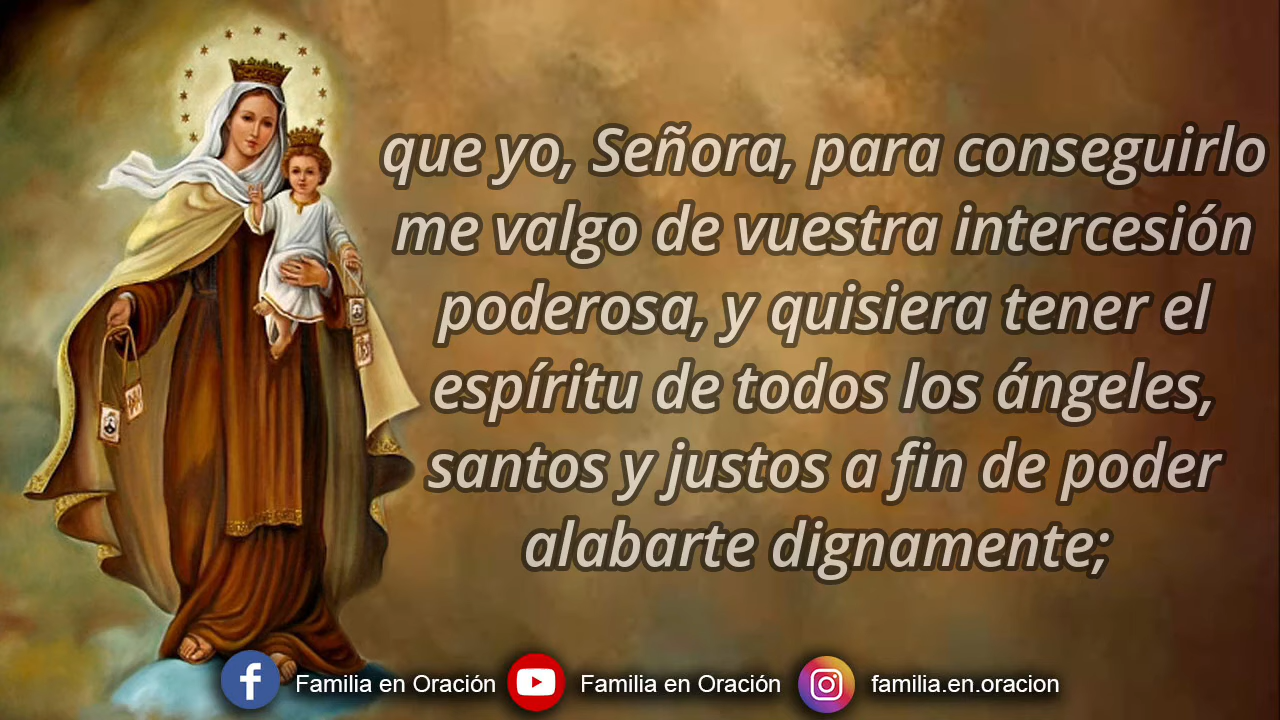 que yo, Señora, para conseguirlo
me valgo de vuestra intercesión
poderosa, y quisiera tener el
espíritu de todos los ángeles,
santos y justos a fin de poder
alabarte dignamente;
Familia en Oración
Familia en Oración
familia.en.oracion